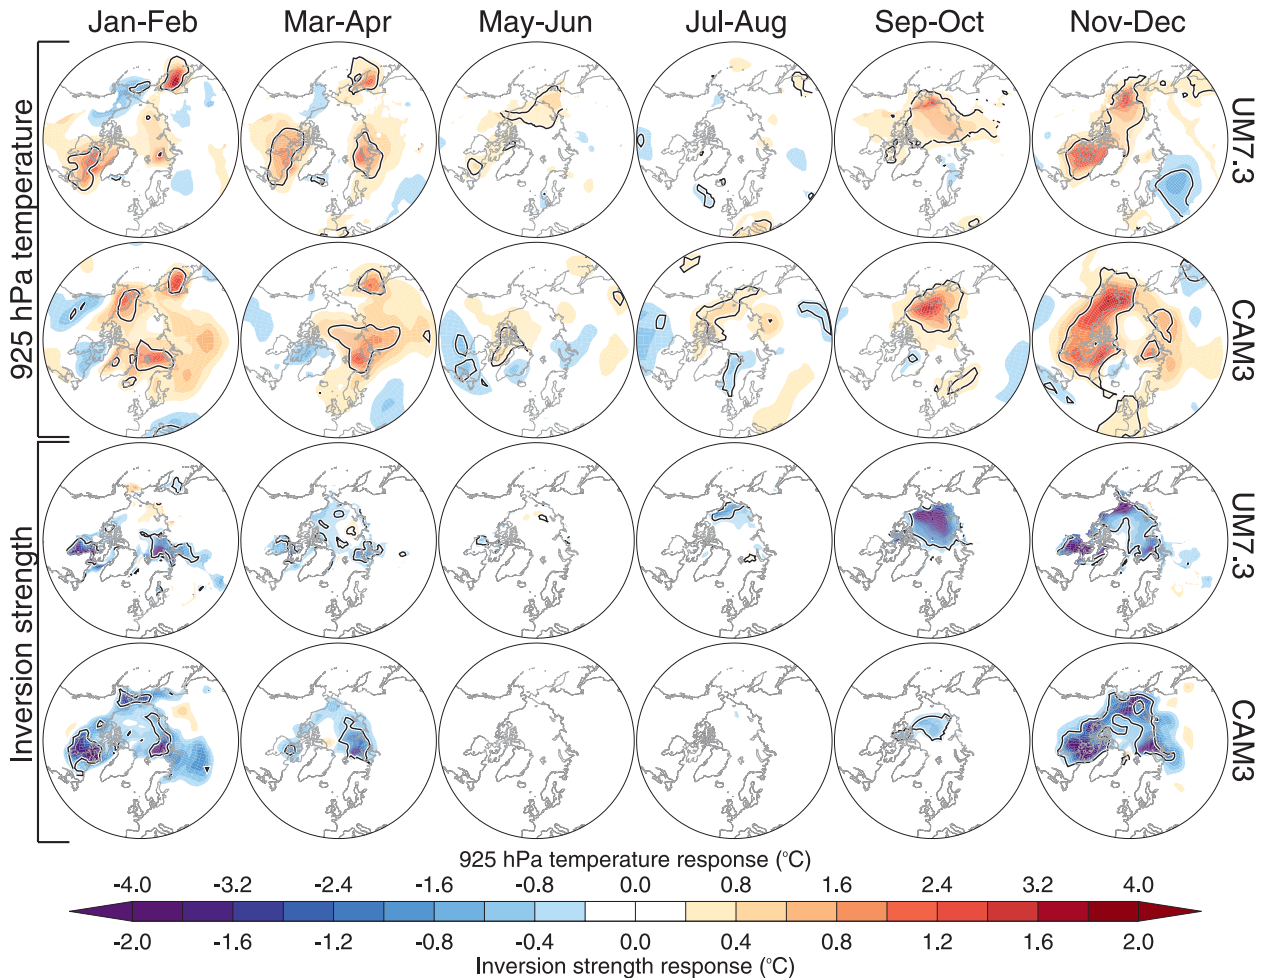 Jan-Feb Mar-Apr May-Jun Jul-Aug Sep-Oct Nov-Dec
925 hPa temperature
UM7.3
CAM3
Inversion strength
UM7.3
CAM3
925 hPa temperature response (°C)
-4.0 -3.2 -2.4 -1.6 -0.8 0.0 0.8 1.6 2.4 3.2 4.0
-2.0 -1.6 -1.2 -0.8 -0.4 0.0 0.4 0.8 1.2 1.6 2.0
Inversion strength response (°C)